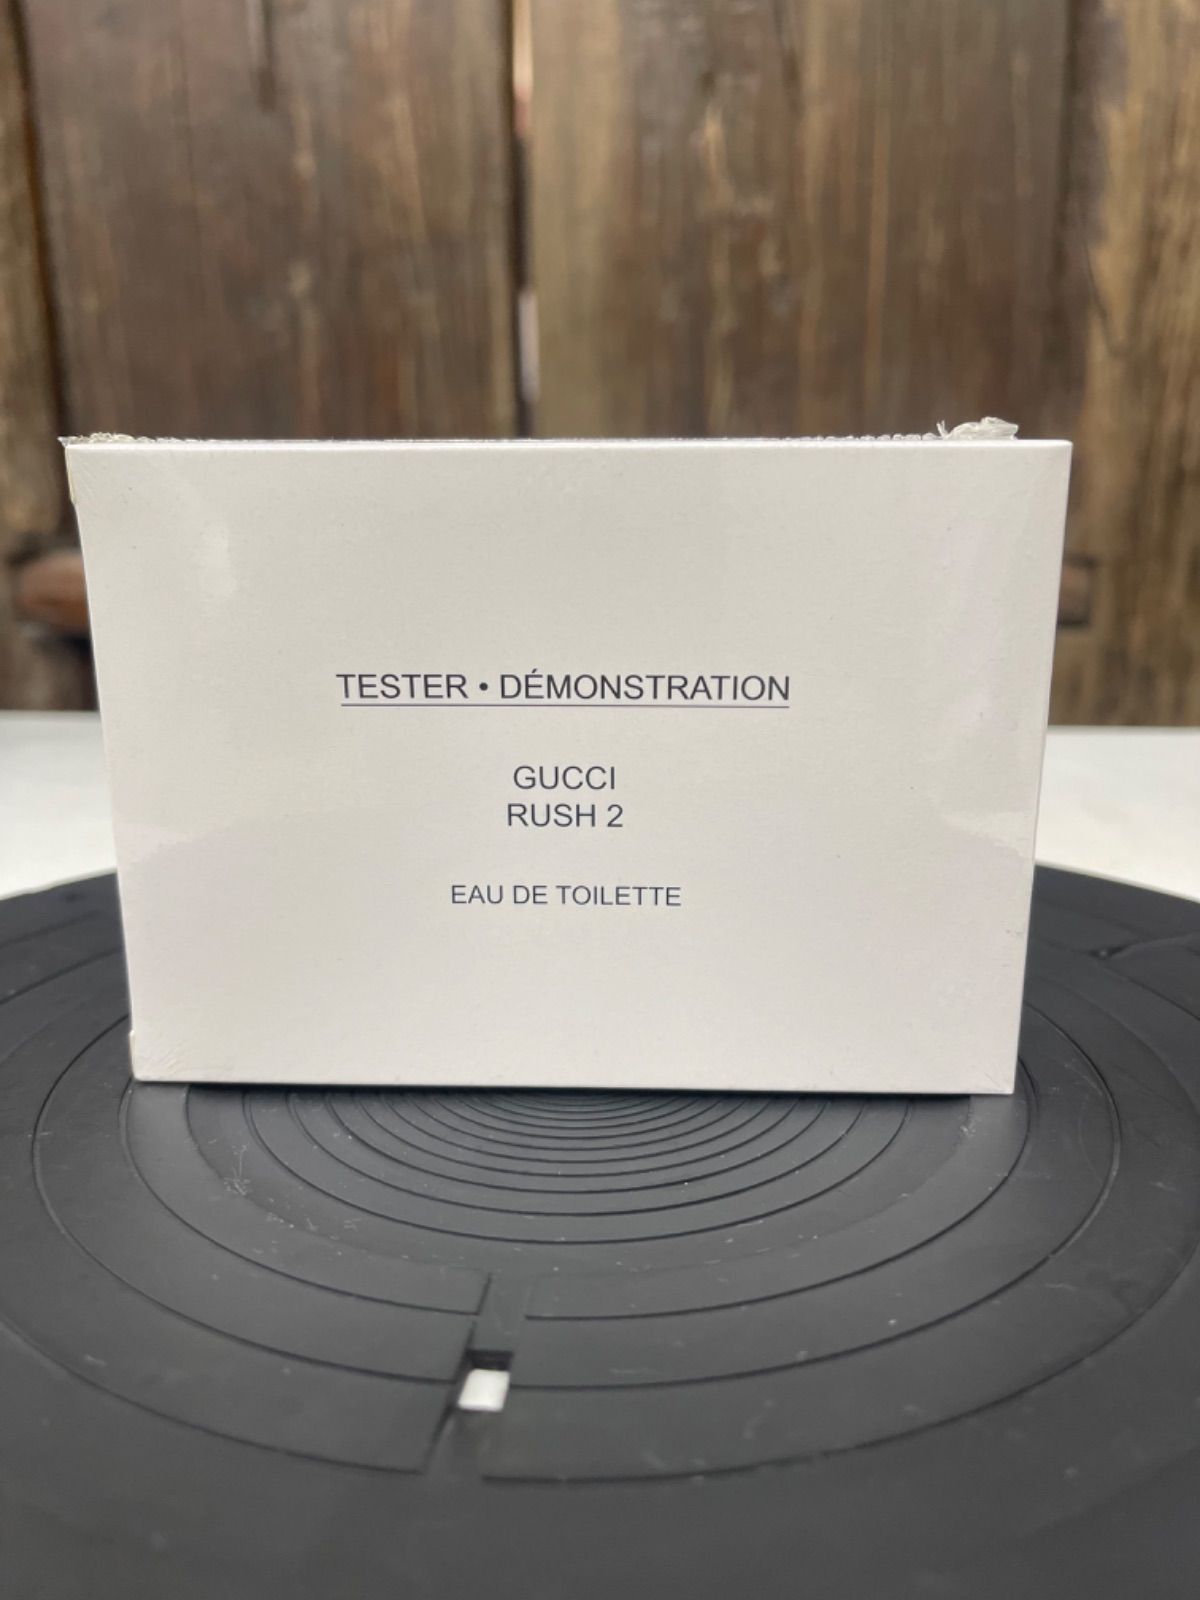 TESTER • DÉMONSTRATION
GUCCI
RUSH 2
EAU DE TOILETTE